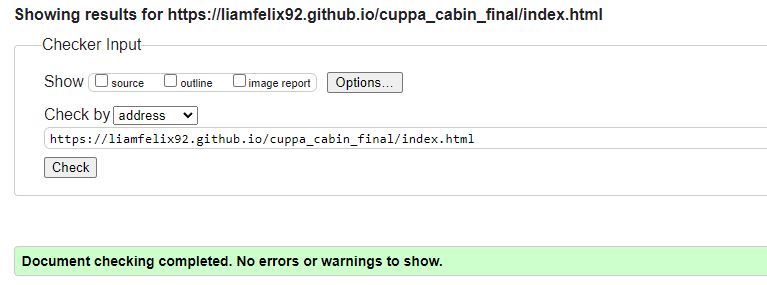 Showing results for https://liamfelix92.github.io/cuppa_cabin_final/index.html
Checker Input
Show source outline image report Options...
Check by address
https://liamfelix92.github.io/cuppa_cabin_final/index.html
Check
Document checking completed. No errors or warnings to show.